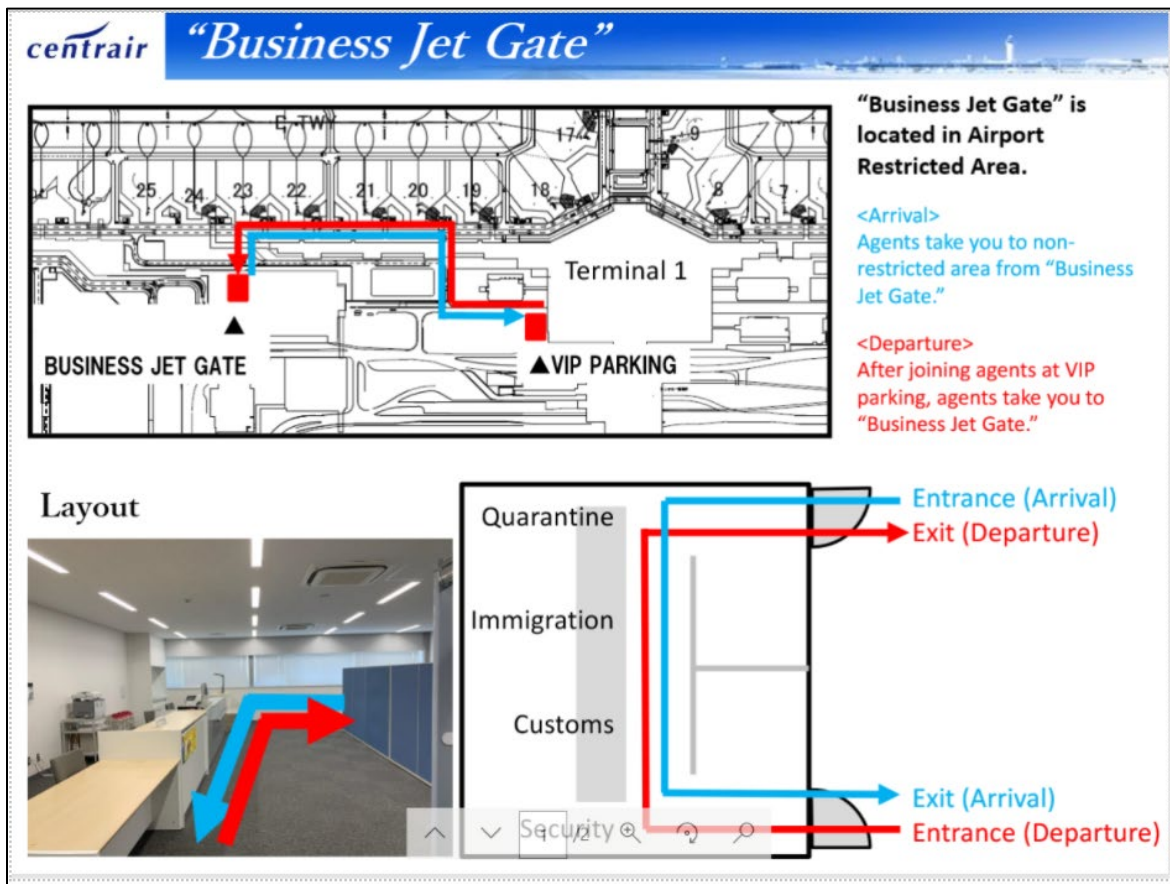 centrair
“Business Jet Gate”
“Business Jet Gate” is
located in Airport
Restricted Area.
<Arrival>
Agents take you to non-
restricted area from “Business
Jet Gate.”
<Departure>
After joining agents at VIP
parking, agents take you to
“Business Jet Gate.”
E-TWY
17
9
25
24
23
22
21
20
19
18
8
7
Terminal 1
BUSINESS JET GATE
▲VIP PARKING
Layout
Quarantine
Immigration
Customs
Security
Entrance (Arrival)
Exit (Departure)
Exit (Arrival)
Entrance (Departure)
1 /2